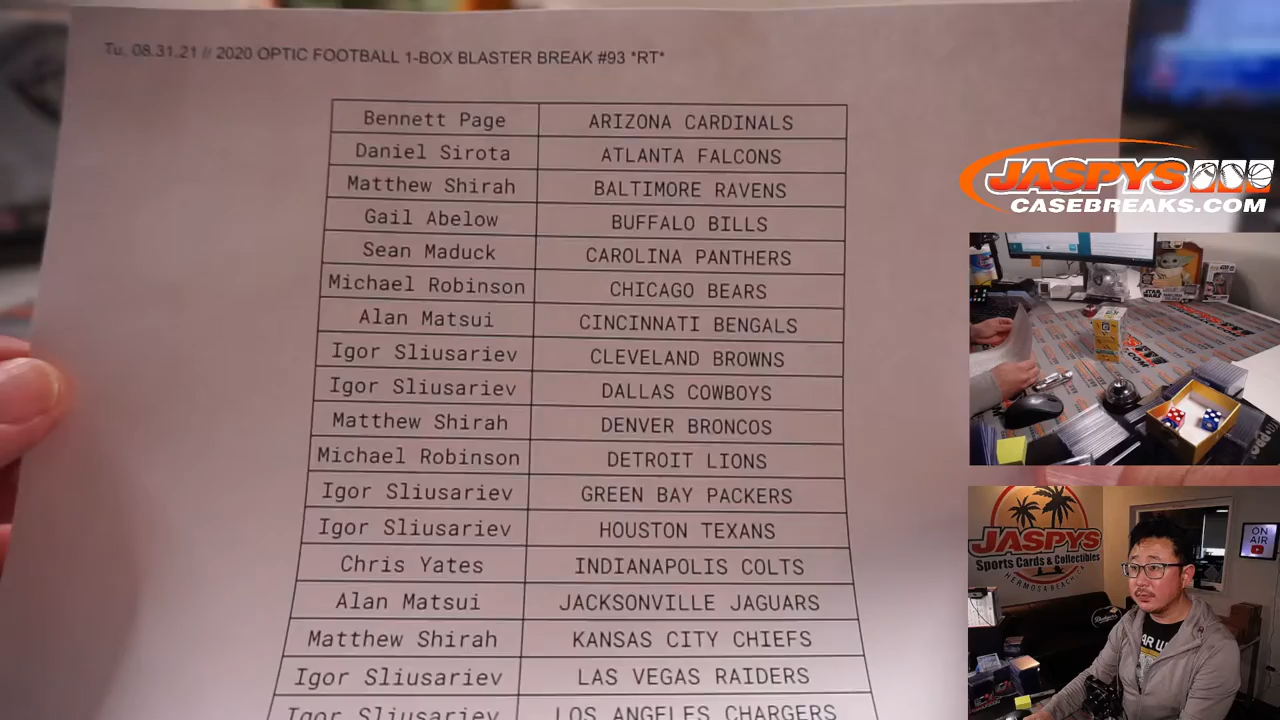 Tu, 08.31.21 // 2020 OPTIC FOOTBALL 1-BOX BLASTER BREAK #93 *RT*
Bennett Page ARIZONA CARDINALS
Daniel Sirota ATLANTA FALCONS
Matthew Shirah BALTIMORE RAVENS
Gail Abelow BUFFALO BILLS
Sean Maduck CAROLINA PANTHERS
Michael Robinson CHICAGO BEARS
Alan Matsui CINCINNATI BENGALS
Igor Sliusariev CLEVELAND BROWNS
Igor Sliusariev DALLAS COWBOYS
Matthew Shirah DENVER BRONCOS
Michael Robinson DETROIT LIONS
Igor Sliusariev GREEN BAY PACKERS
Igor Sliusariev HOUSTON TEXANS
Chris Yates INDIANAPOLIS COLTS
Alan Matsui JACKSONVILLE JAGUARS
Matthew Shirah KANSAS CITY CHIEFS
Igor Sliusariev LAS VEGAS RAIDERS
Igor Sliusariev LOS ANGELES CHARGERS
JASPYS
CASEBREAKS.COM
STAR WARS
JASPYS
Sports Cards & Collectibles
HERMOSA BEACH, CA
ON
AIR
Dodgers